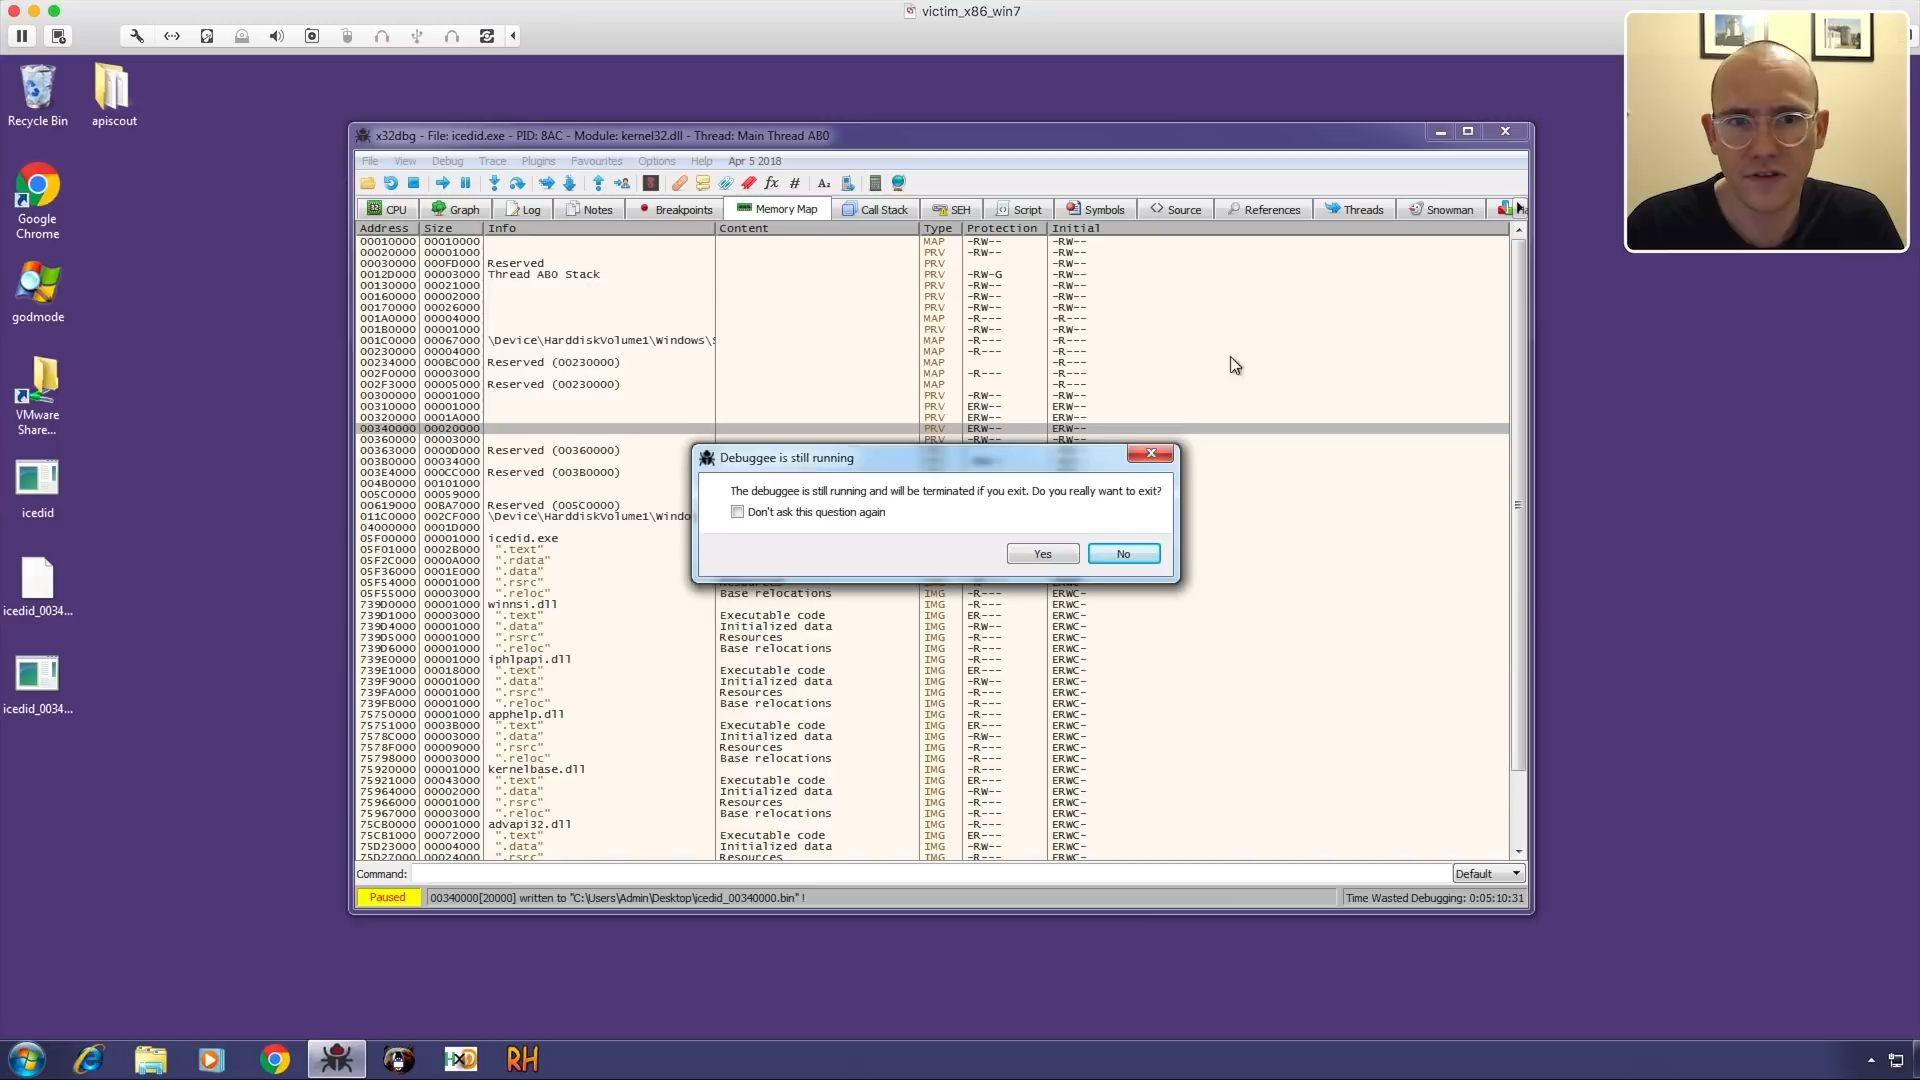 victim_x86_win7
Recycle Bin
apiscout
Google
Chrome
godmode
VMware
Share...
icedid
icedid_0034...
icedid_0034...
x32dbg - File: icedid.exe - PID: 8AC - Module: kernel32.dll - Thread: Main Thread AB0
File View Debug Trace Plugins Favourites Options Help Apr 5 2018
CPU Graph Log Notes Breakpoints Memory Map Call Stack SEH Script Symbols Source References Threads Snowman
Address Size Info Content Type Protection Initial
00010000 00010000 MAP -RW-- -RW--
00020000 00001000 PRV -RW-- -RW--
00030000 000FD000 Reserved PRV -RW--
0012D000 00003000 Thread AB0 Stack PRV -RW-G -RW--
00130000 00021000 PRV -RW-- -RW--
00160000 00002000 PRV -RW-- -RW--
00170000 00026000 PRV -RW-- -RW--
001A0000 00004000 MAP -R--- -R---
001B0000 00001000 PRV -RW-- -RW--
001C0000 00067000 \Device\HarddiskVolume1\Windows\S MAP -R--- -R---
00230000 00004000 MAP -R--- -R---
00234000 000BC000 Reserved (00230000) MAP -R---
002F0000 00003000 MAP -R--- -R---
002F3000 00005000 Reserved (00230000) MAP -R---
00300000 00001000 PRV -RW-- -RW--
00310000 00001000 PRV ERW-- ERW--
00320000 0001A000 PRV ERW-- ERW--
00340000 00020000 PRV ERW-- ERW--
00360000 00003000 PRV -RW-- -RW--
00363000 0000D000 Reserved (00360000)
003B0000 00034000
003E4000 000CC000 Reserved (003B0000)
004B0000 00101000
005C0000 00059000
00619000 00BA7000 Reserved (005C0000)
011C0000 002CF000 \Device\HarddiskVolume1\Windo
04000000 0001D000
05F00000 00001000 icedid.exe
05F01000 0002B000 ".text"
05F2C000 0000A000 ".rdata"
05F36000 0001E000 ".data"
05F54000 00001000 ".rsrc"
05F55000 00003000 ".reloc" Base relocations IMG -R--- ERWC-
739D0000 00001000 winnsi.dll IMG -R--- ERWC-
739D1000 00003000 ".text" Executable code IMG ER--- ERWC-
739D4000 00001000 ".data" Initialized data IMG -RW-- ERWC-
739D5000 00001000 ".rsrc" Resources IMG -R--- ERWC-
739D6000 00001000 ".reloc" Base relocations IMG -R--- ERWC-
739E0000 00001000 iphlpapi.dll IMG -R--- ERWC-
739E1000 00018000 ".text" Executable code IMG ER--- ERWC-
739F9000 00001000 ".data" Initialized data IMG -RW-- ERWC-
739FA000 00001000 ".rsrc" Resources IMG -R--- ERWC-
739FB000 00001000 ".reloc" Base relocations IMG -R--- ERWC-
75750000 00001000 apphelp.dll IMG -R--- ERWC-
75751000 0003B000 ".text" Executable code IMG ER--- ERWC-
7578C000 00003000 ".data" Initialized data IMG -RW-- ERWC-
7578F000 00009000 ".rsrc" Resources IMG -R--- ERWC-
75798000 00003000 ".reloc" Base relocations IMG -R--- ERWC-
75920000 00001000 kernelbase.dll IMG -R--- ERWC-
75921000 00043000 ".text" Executable code IMG ER--- ERWC-
75964000 00002000 ".data" Initialized data IMG -RW-- ERWC-
75966000 00001000 ".rsrc" Resources IMG -R--- ERWC-
75967000 00003000 ".reloc" Base relocations IMG -R--- ERWC-
75CB0000 00001000 advapi32.dll IMG -R--- ERWC-
75CB1000 00072000 ".text" Executable code IMG ER--- ERWC-
75D23000 00004000 ".data" Initialized data IMG -RW-- ERWC-
75D27000 00024000 ".rsrc" Resources IMG -R--- ERWC-
Debuggee is still running
The debuggee is still running and will be terminated if you exit. Do you really want to exit?
Don't ask this question again
Yes No
Command: Default
Paused 00340000[20000] written to "C:\Users\Admin\Desktop\icedid_00340000.bin" ! Time Wasted Debugging: 0:05:10:31
HXD
RH